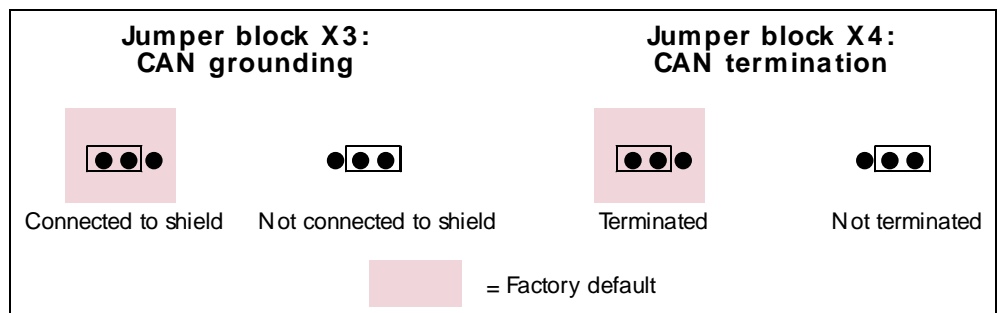 Jumper block X3:
CAN grounding
Jumper block X4:
CAN termination
Connected to shield
Not connected to shield
Terminated
Not terminated
= Factory default